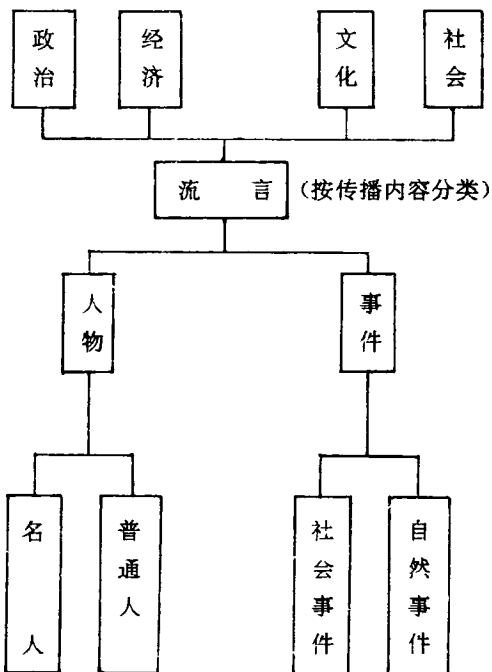 政治
经济
文化
社会
流言 (按传播内容分类)
人物
事件
名人
普通人
社会事件
自然事件